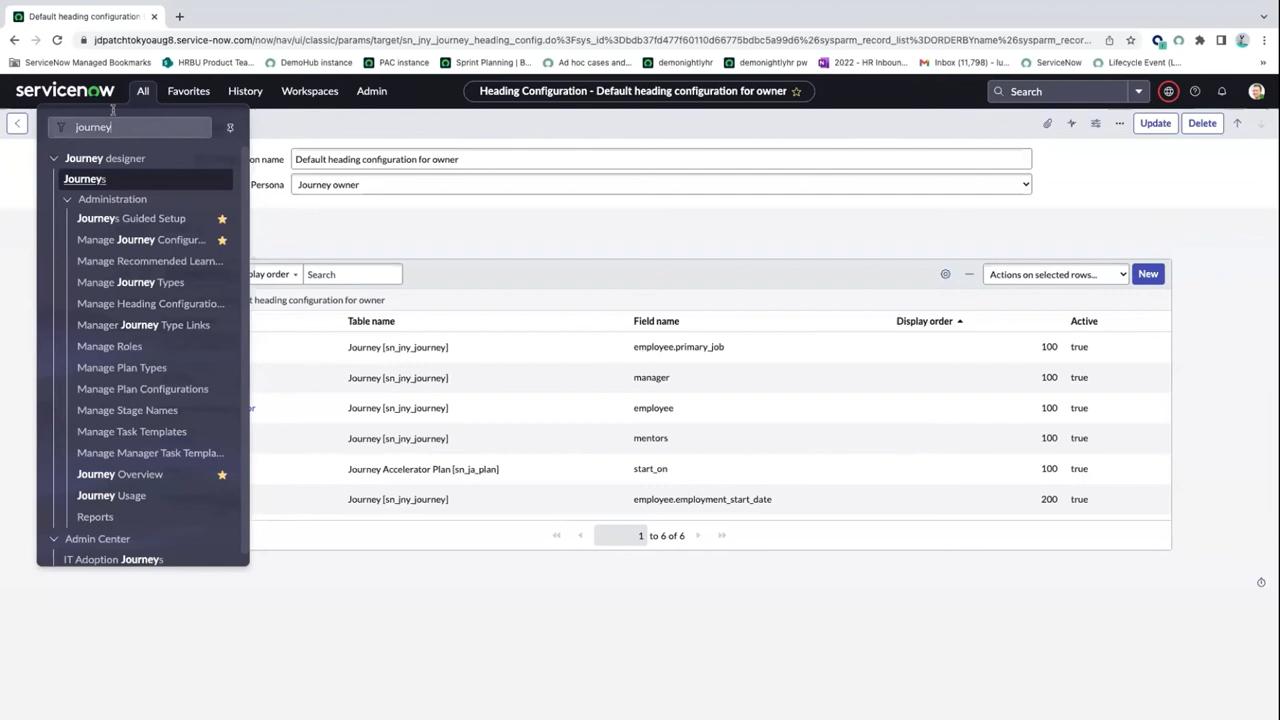 Default heading configuration
jdpatchtokyoaug8.service-now.com/now/nav/ui/classic/params/target/sn_jny_journey_heading_config.do%3Fsys_id%3Dbdb37fd477f60110d66775bdbc5a99d6%26sysparm_record_list%3DORDERBYname%26sysparm_rec...
ServiceNow Managed Bookmarks
HRBU Product Tea...
DemoHub instance
PAC instance
Sprint Planning | B...
Ad hoc cases and...
demonightlyhr
demonightlyhr pw
2022 - HR Inboun...
Inbox (11,798) - lu...
ServiceNow
Lifecycle Event (L...
servicenow
All
Favorites
History
Workspaces
Admin
Heading Configuration - Default heading configuration for owner
Search
journey
Update
Delete
Journey designer
on name
Default heading configuration for owner
Journeys
Persona
Journey owner
Administration
Journeys Guided Setup
Manage Journey Configur...
Manage Recommended Learn...
Manage Journey Types
Manage Heading Configuratio...
Manager Journey Type Links
Manage Roles
Manage Plan Types
Manage Plan Configurations
Manage Stage Names
Manage Task Templates
Manage Manager Task Templa...
Journey Overview
Journey Usage
Reports
Admin Center
IT Adoption Journeys
play order
Search
Actions on selected rows...
New
t heading configuration for owner
Table name
Field name
Display order
Active
Journey [sn_jny_journey]
employee.primary_job
100
true
Journey [sn_jny_journey]
manager
100
true
or
Journey [sn_jny_journey]
employee
100
true
Journey [sn_jny_journey]
mentors
100
true
Journey Accelerator Plan [sn_ja_plan]
start_on
100
true
Journey [sn_jny_journey]
employee.employment_start_date
200
true
1 to 6 of 6